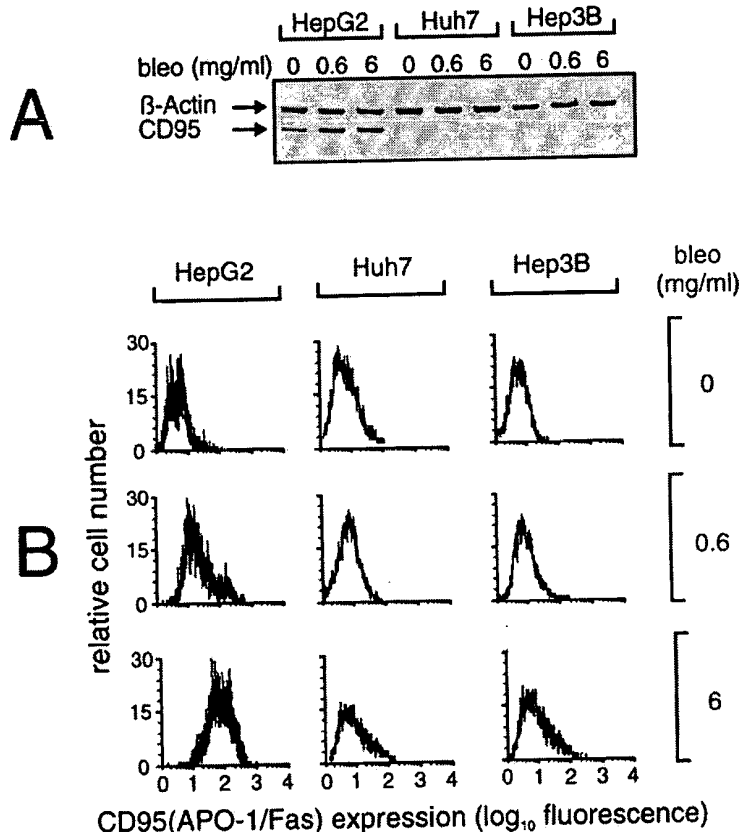 HepG2 Huh7 Hep3B
bleo (mg/ml) 0 0.6 6 0 0.6 6 0 0.6 6
A
ß-Actin
CD95
HepG2 Huh7 Hep3B bleo (mg/ml)
B
relative cell number
30
15
0
0
30
15
0
0.6
30
15
0
6
0 1 2 3 4 0 1 2 3 4 0 1 2 3 4
CD95(APO-1/Fas) expression (log₁₀ fluorescence)